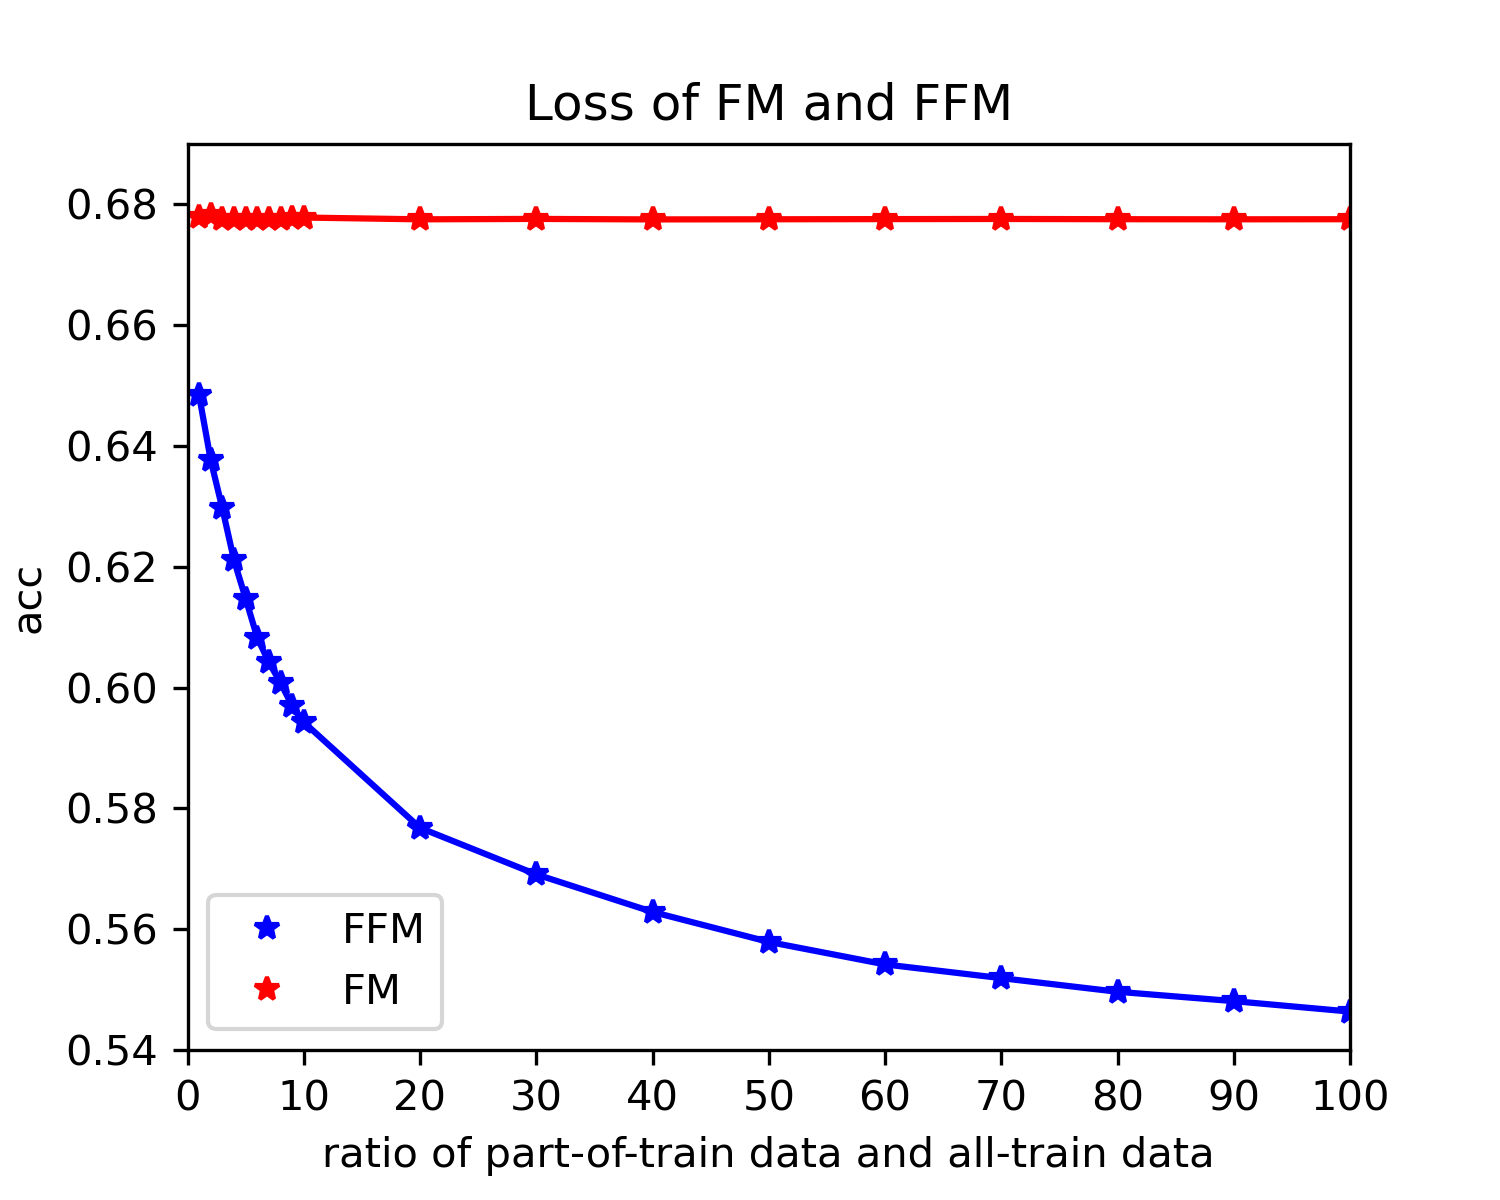 Loss of FM and FFM
0.68
0.66
0.64
0.62
0.60
0.58
0.56
0.54
acc
FFM
FM
0 10 20 30 40 50 60 70 80 90 100
ratio of part-of-train data and all-train data